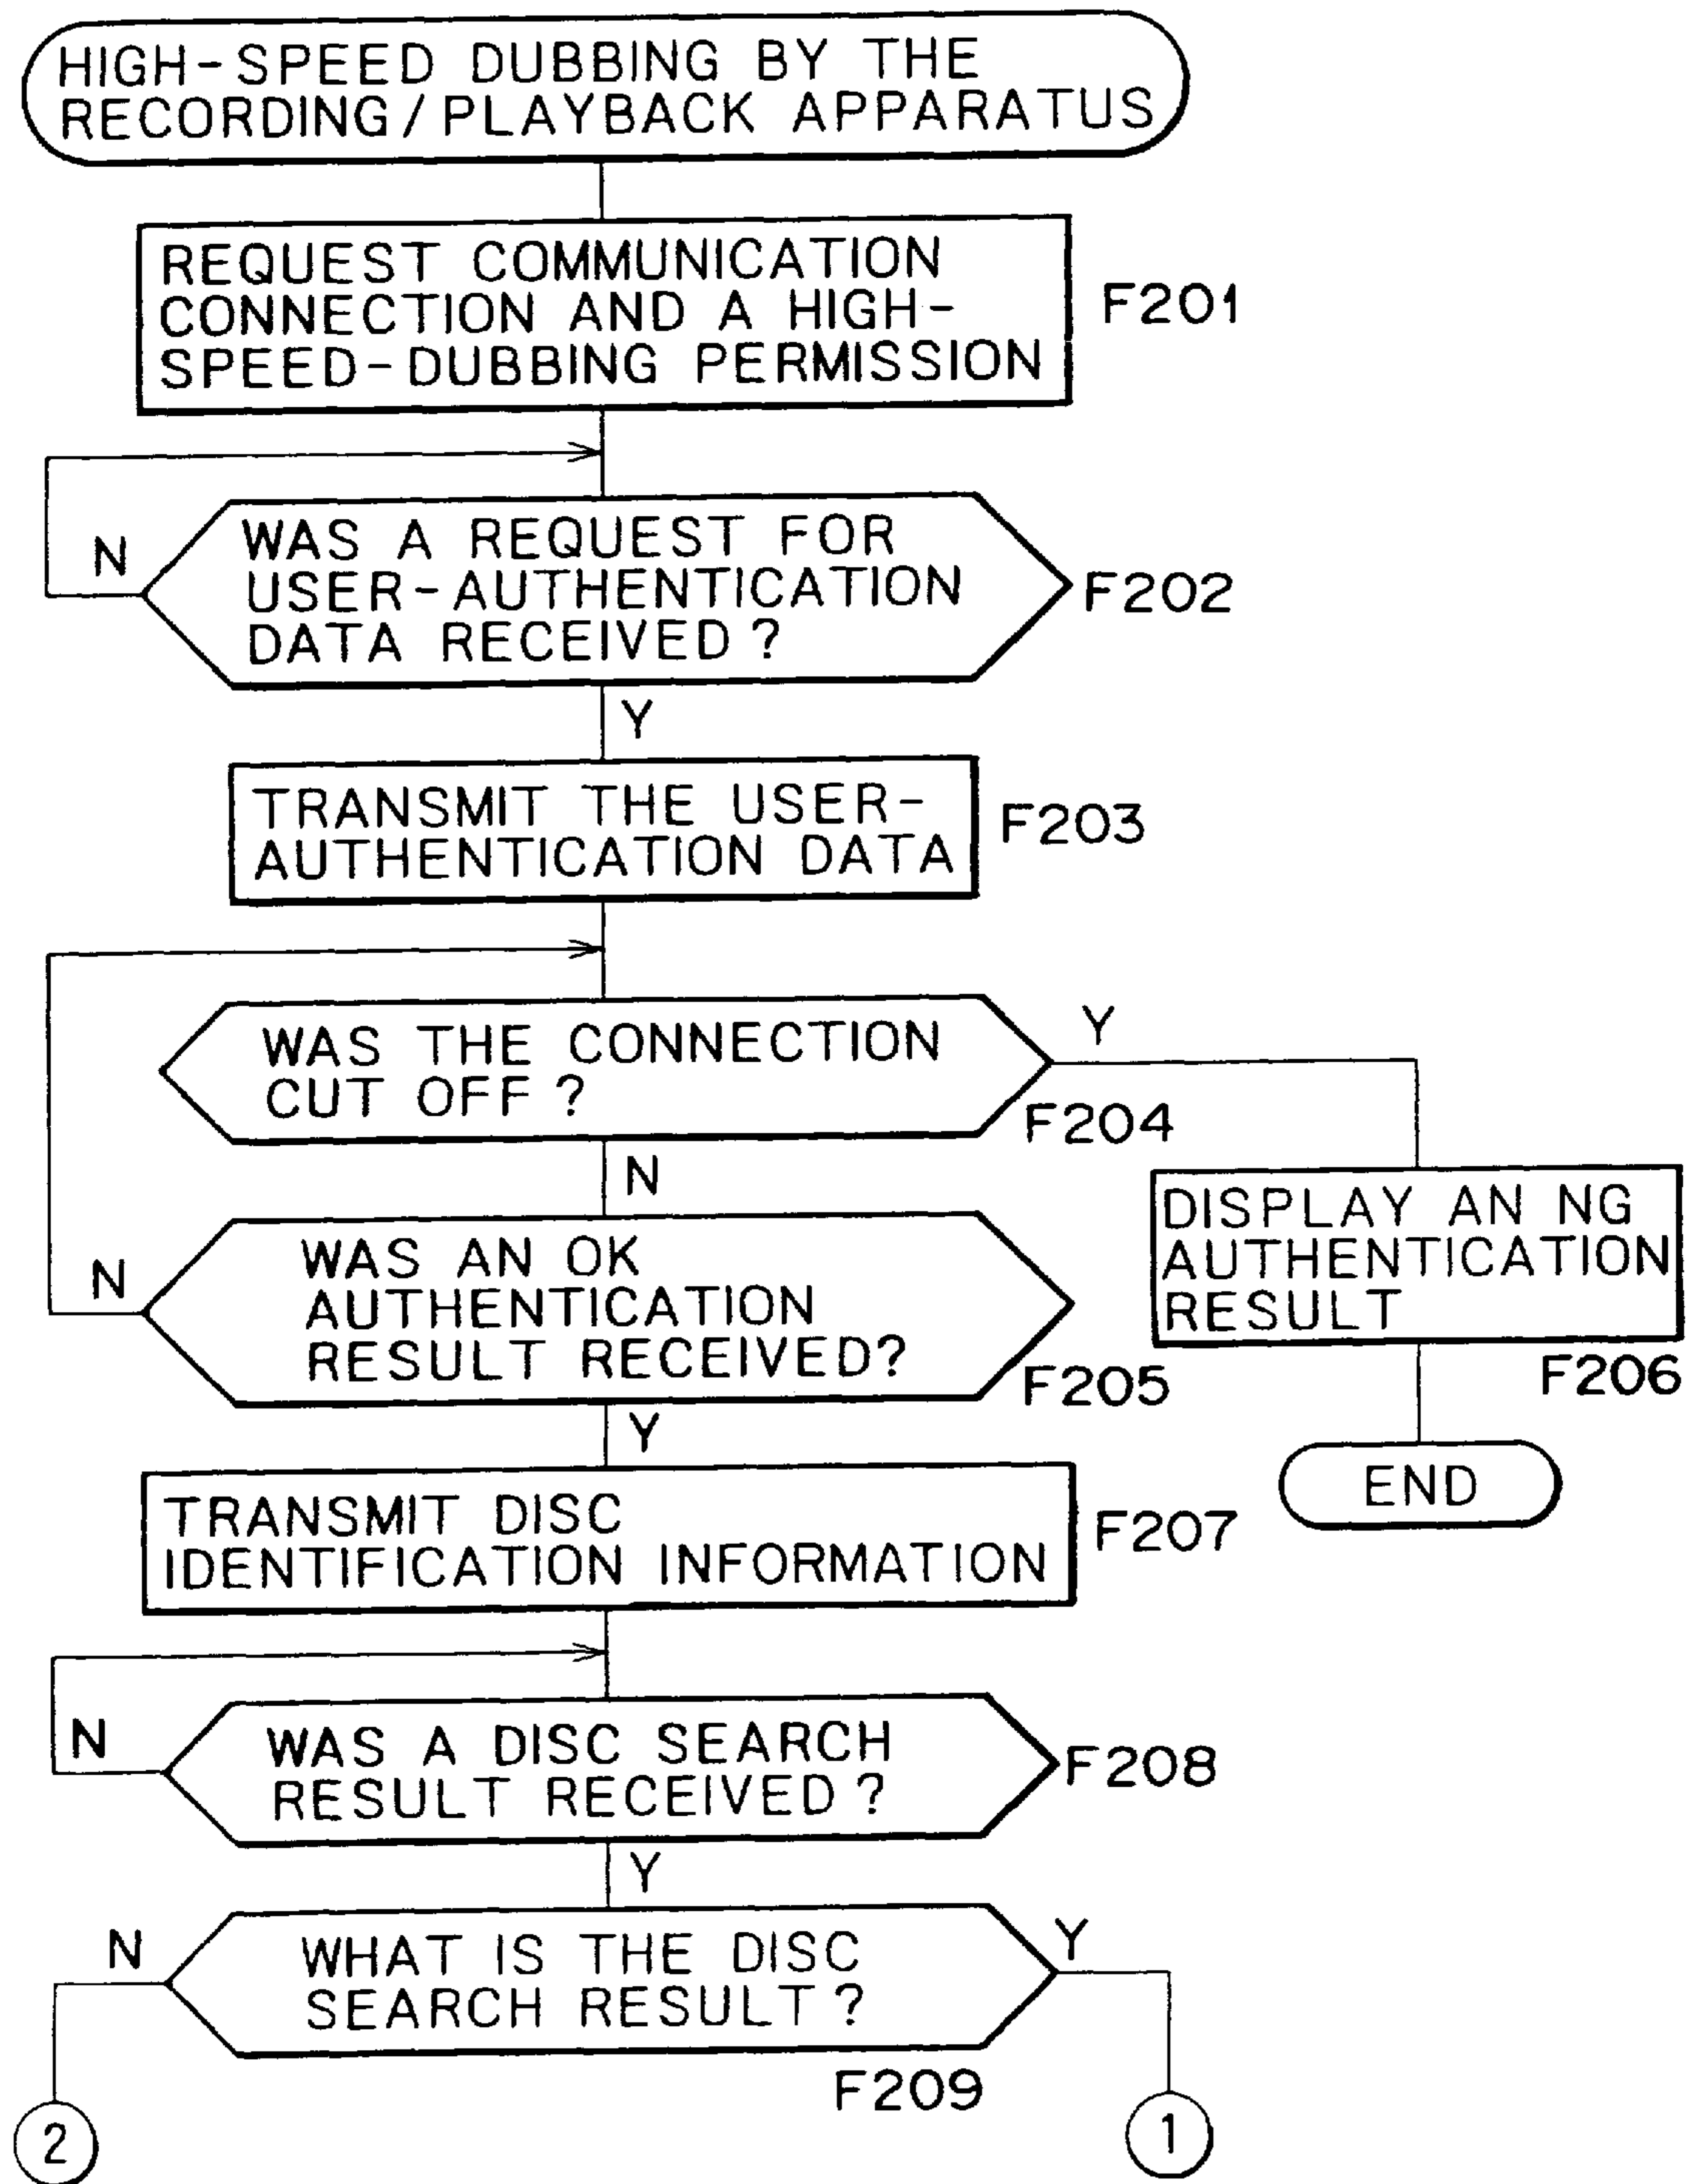 HIGH-SPEED DUBBING BY THE
RECORDING/PLAYBACK APPARATUS
REQUEST COMMUNICATION
CONNECTION AND A HIGH-
SPEED-DUBBING PERMISSION
F201
N
WAS A REQUEST FOR
USER-AUTHENTICATION
DATA RECEIVED?
F202
Y
TRANSMIT THE USER-
AUTHENTICATION DATA
F203
WAS THE CONNECTION
CUT OFF?
Y
F204
N
DISPLAY AN NG
AUTHENTICATION
RESULT
F206
END
N
WAS AN OK
AUTHENTICATION
RESULT RECEIVED?
F205
Y
TRANSMIT DISC
IDENTIFICATION INFORMATION
F207
N
WAS A DISC SEARCH
RESULT RECEIVED?
F208
Y
N
WHAT IS THE DISC
SEARCH RESULT?
Y
F209
2
1